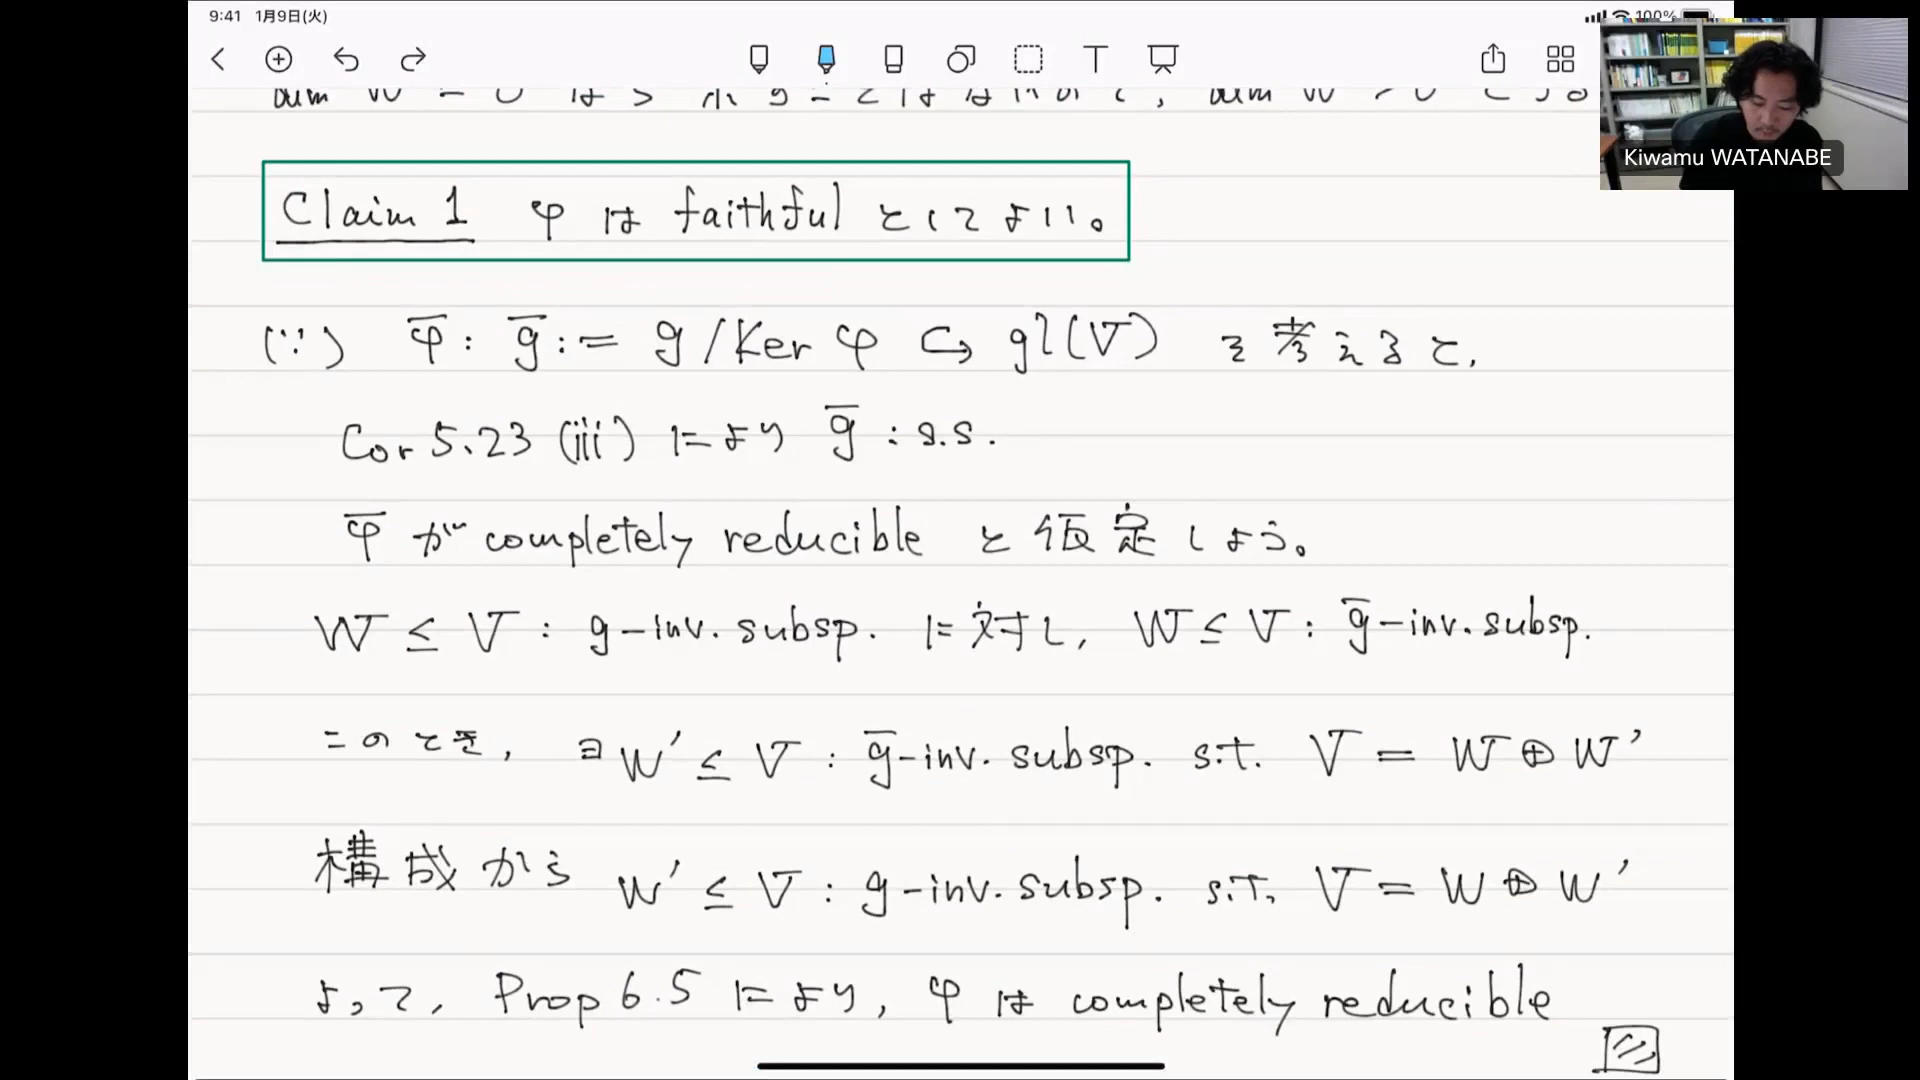 9:41 1月9日(火)
100%
Kiwamu WATANABE
Claim 1 φ は faithful としてよい。
(∵) φ̅ : g̅ := g/Ker φ ↪ gl(V) を考えると,
Cor 5.23 (iii) により g̅ : s.s.
φ̅ が completely reducible と仮定しよう。
W ≤ V : g-inv. subsp. に対し, W ≤ V : g̅-inv. subsp.
このとき, ∃W' ≤ V : g̅-inv. subsp. s.t. V = W ⊕ W'
構成から W' ≤ V : g-inv. subsp. s.t. V = W ⊕ W'
よって, Prop 6.5 により, φ は completely reducible